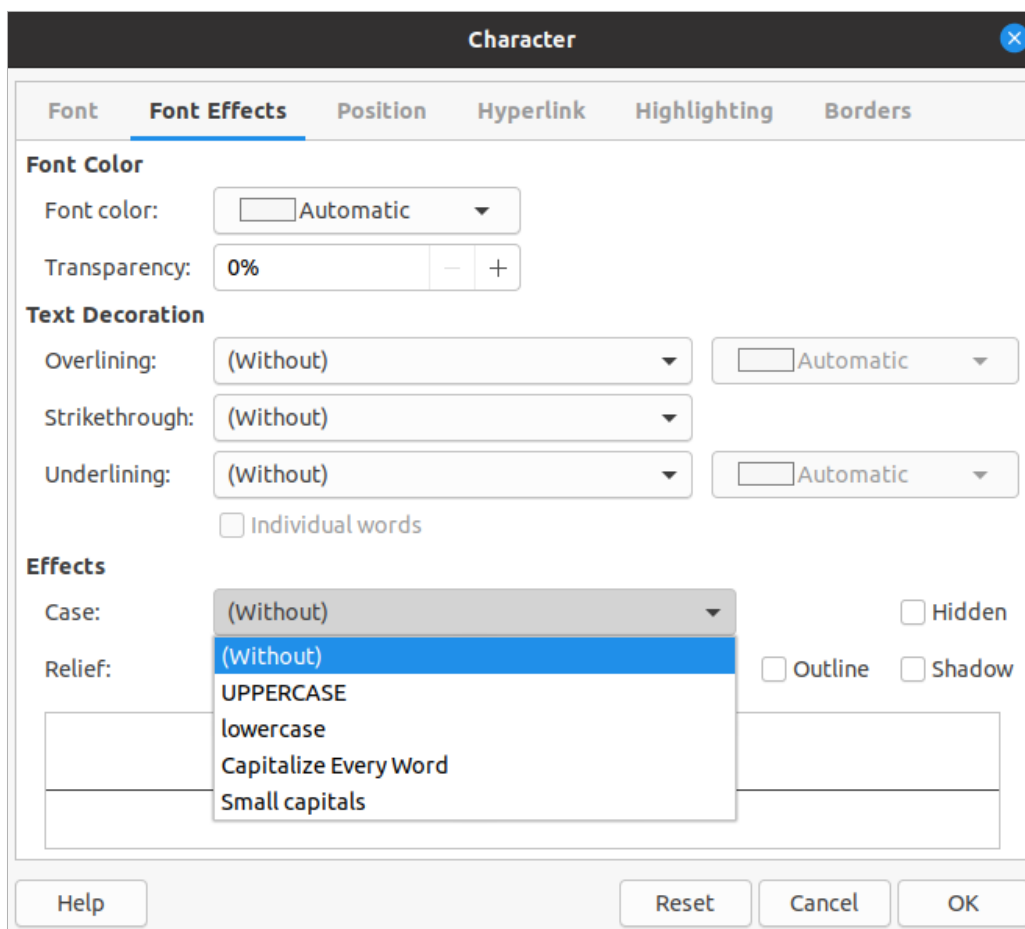 Character
Font Font Effects Position Hyperlink Highlighting Borders
Font Color
Font color: Automatic
Transparency: 0%
Text Decoration
Overlining: (Without) Automatic
Strikethrough: (Without)
Underlining: (Without) Automatic
Individual words
Effects
Case: (Without) Hidden
(Without)
Relief: Outline Shadow
UPPERCASE
lowercase
Capitalize Every Word
Small capitals
Help Reset Cancel OK